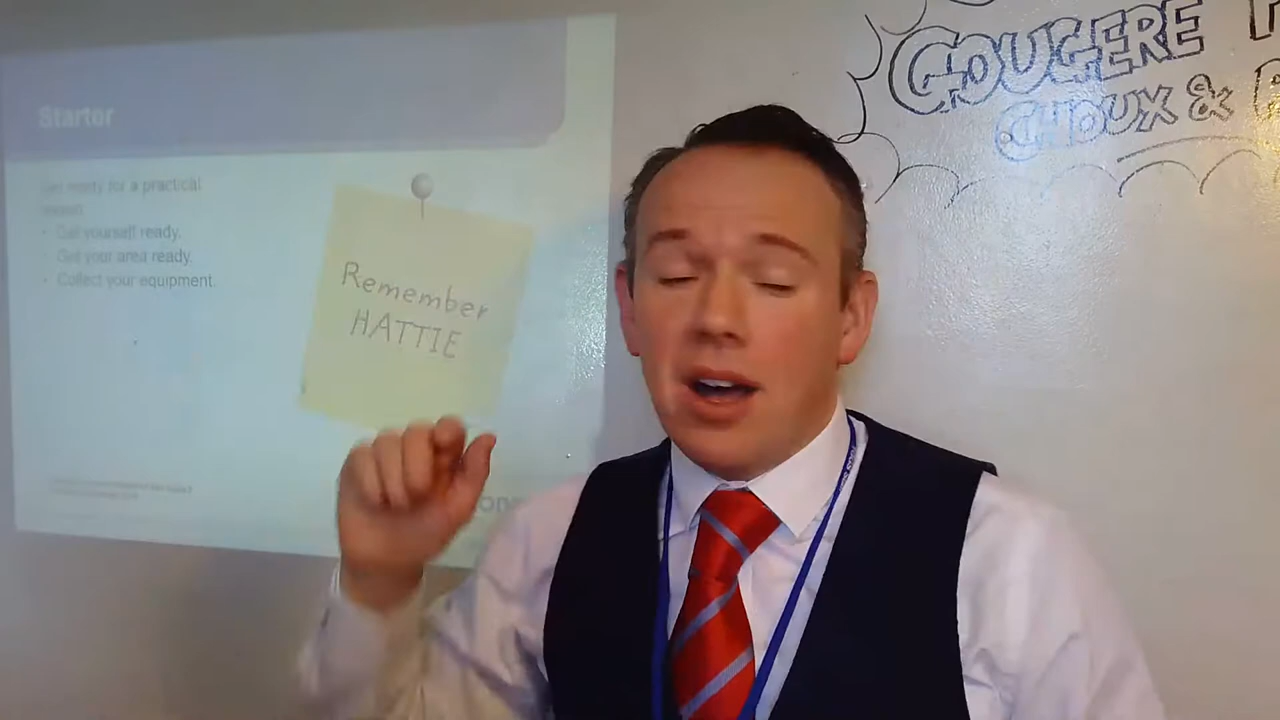 Starter
Get ready for a practical
lesson:
• Get yourself ready.
• Get your area ready.
• Collect your equipment.
Remember
HATTIE
GOUGERE
CHOUX &